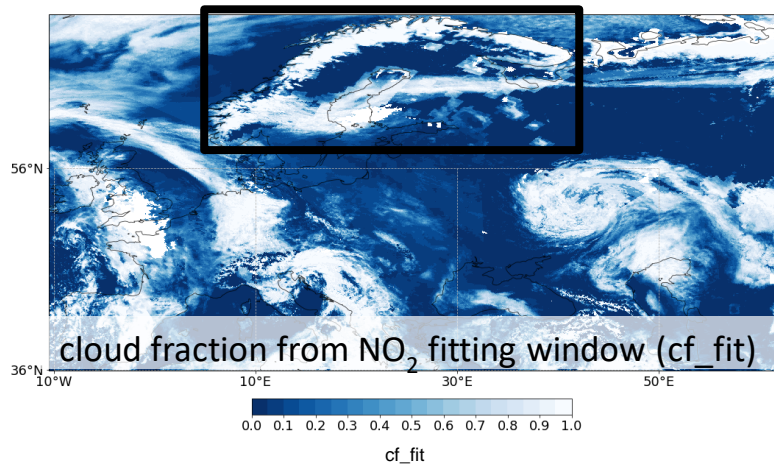 56°N
cloud fraction from NO₂ fitting window (cf_fit)
36°N
10°W 10°E 30°E 50°E
0.0 0.1 0.2 0.3 0.4 0.5 0.6 0.7 0.8 0.9 1.0
cf_fit